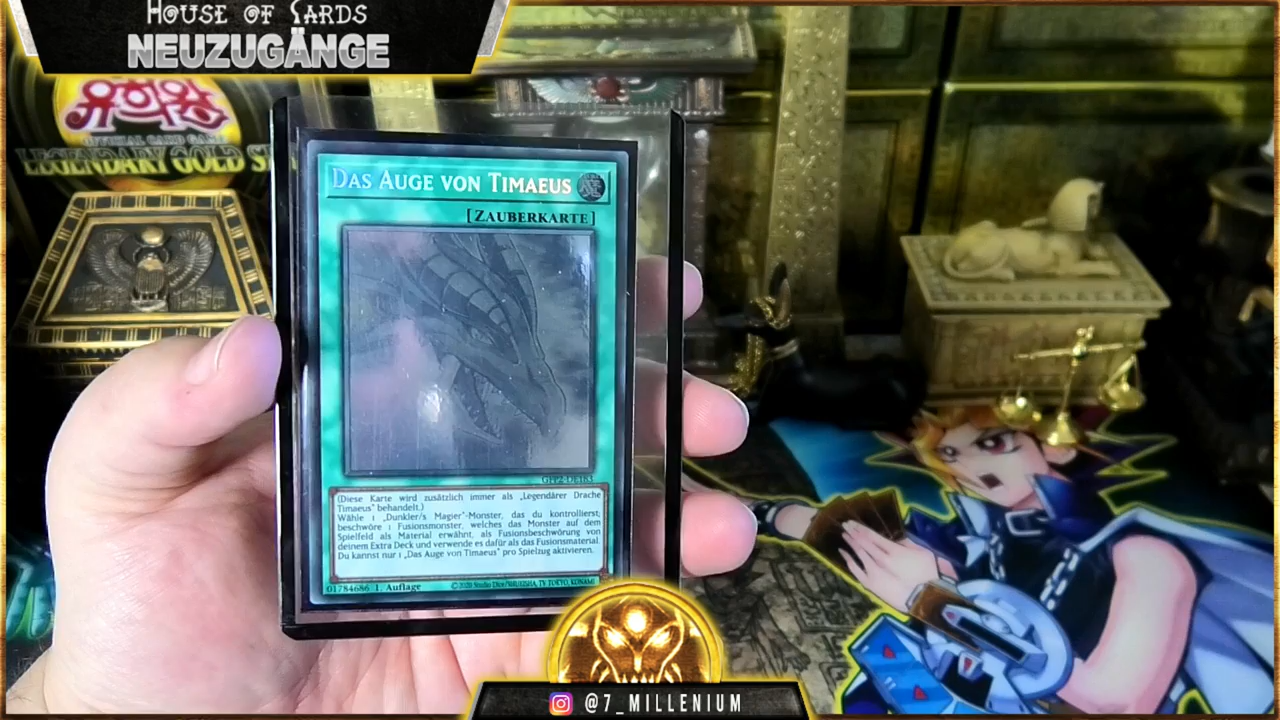 HOUSE OF CARDS
NEUZUGÄNGE
유희왕
OFFICIAL CARD GAME
LEGENDARY GOLD
DAS AUGE VON TIMAEUS
[ZAUBERKARTE]
GFP2-DE183
(Diese Karte wird zusätzlich immer als „Legendärer Drache
Timaeus" behandelt.)
Wähle 1 „Dunkler/s Magier"-Monster, das du kontrollierst;
beschwöre 1 Fusionsmonster, welches das Monster auf dem
Spielfeld als Material erwähnt, als Fusionsbeschwörung von
deinem Extra Deck und verwende es dafür als das Fusionsmaterial.
Du kannst nur 1 „Das Auge von Timaeus" pro Spielzug aktivieren.
01784686 1. Auflage ©2020 Studio Dice/SHUEISHA, TV TOKYO, KONAMI
@7_MILLENIUM